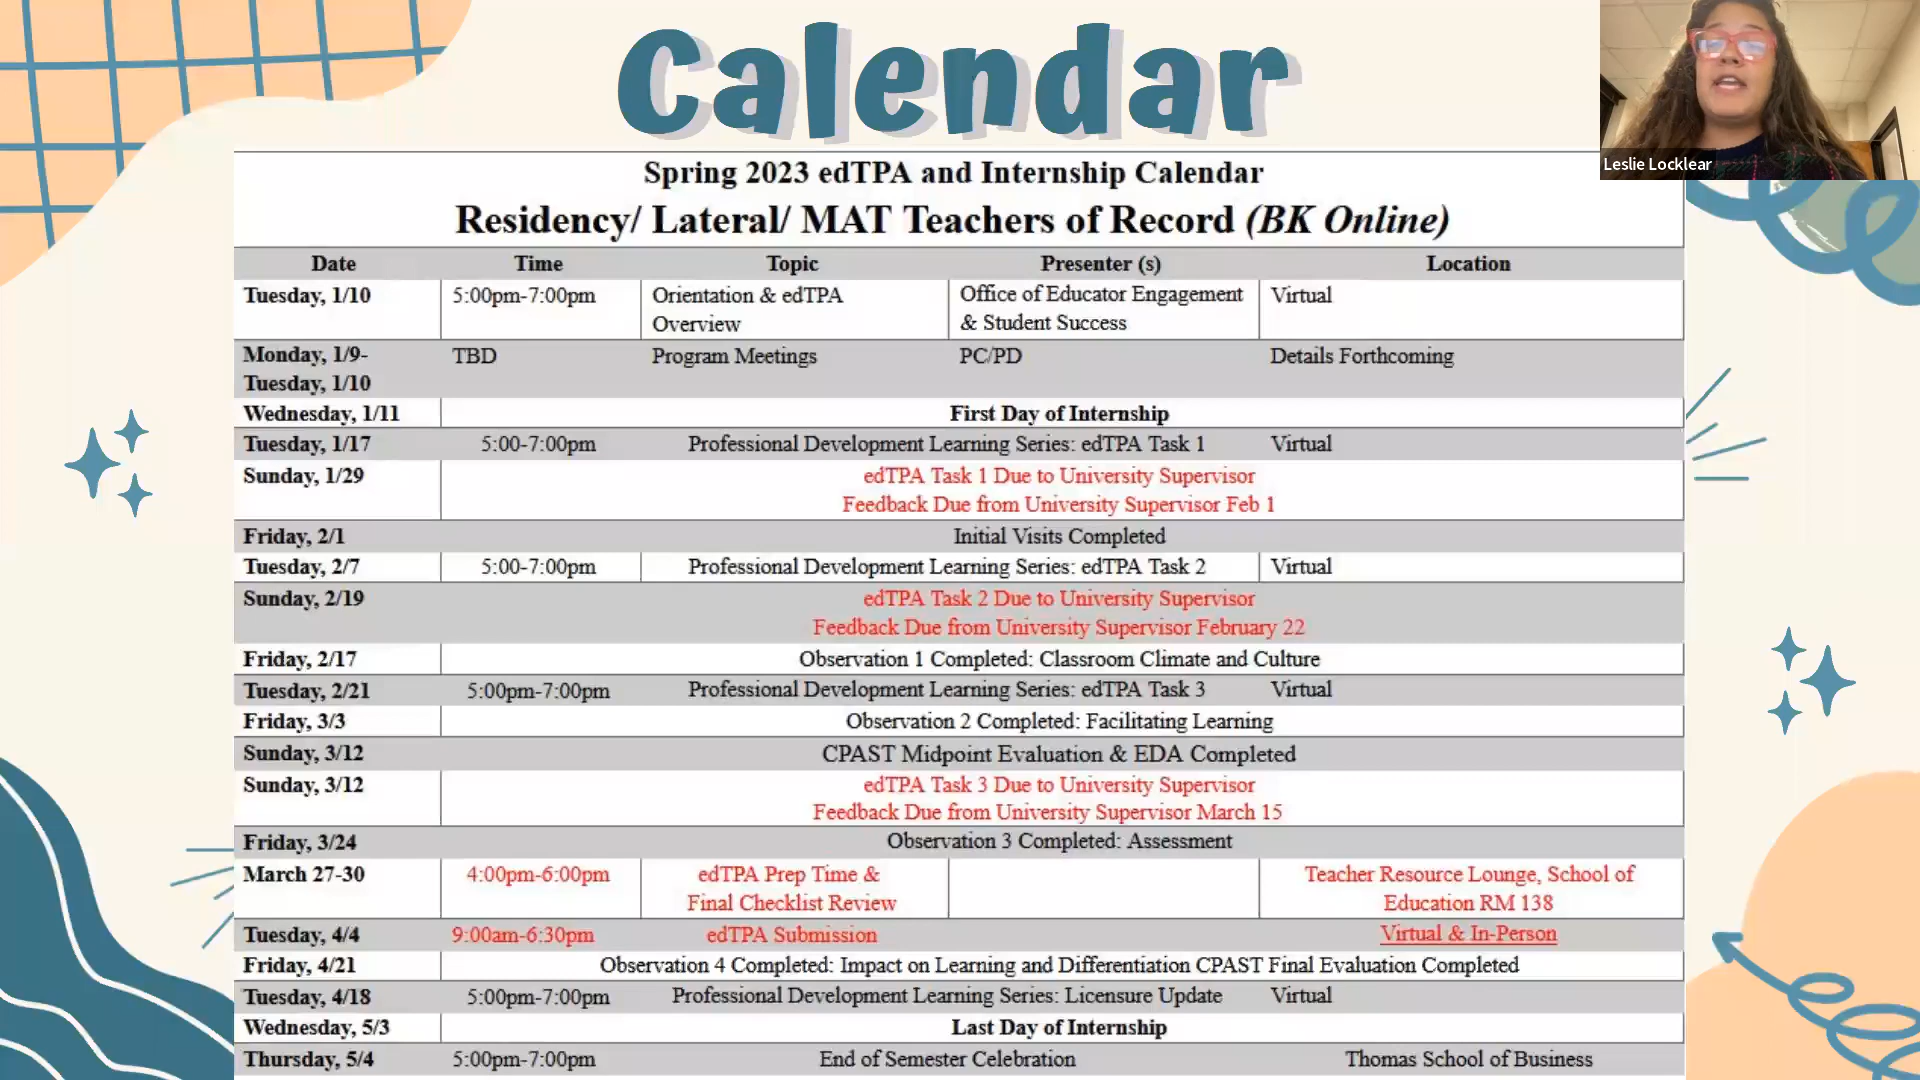 Calendar
Leslie Locklear
Spring 2023 edTPA and Internship Calendar
Residency/ Lateral/ MAT Teachers of Record (BK Online)
Date Time Topic Presenter (s) Location
Tuesday, 1/10 5:00pm-7:00pm Orientation & edTPA Office of Educator Engagement Virtual
Overview & Student Success
Monday, 1/9- TBD Program Meetings PC/PD Details Forthcoming
Tuesday, 1/10
Wednesday, 1/11 First Day of Internship
Tuesday, 1/17 5:00-7:00pm Professional Development Learning Series: edTPA Task 1 Virtual
Sunday, 1/29 edTPA Task 1 Due to University Supervisor
Feedback Due from University Supervisor Feb 1
Friday, 2/1 Initial Visits Completed
Tuesday, 2/7 5:00-7:00pm Professional Development Learning Series: edTPA Task 2 Virtual
Sunday, 2/19 edTPA Task 2 Due to University Supervisor
Feedback Due from University Supervisor February 22
Friday, 2/17 Observation 1 Completed: Classroom Climate and Culture
Tuesday, 2/21 5:00pm-7:00pm Professional Development Learning Series: edTPA Task 3 Virtual
Friday, 3/3 Observation 2 Completed: Facilitating Learning
Sunday, 3/12 CPAST Midpoint Evaluation & EDA Completed
Sunday, 3/12 edTPA Task 3 Due to University Supervisor
Feedback Due from University Supervisor March 15
Friday, 3/24 Observation 3 Completed: Assessment
March 27-30 4:00pm-6:00pm edTPA Prep Time & Teacher Resource Lounge, School of
Final Checklist Review Education RM 138
Tuesday, 4/4 9:00am-6:30pm edTPA Submission Virtual & In-Person
Friday, 4/21 Observation 4 Completed: Impact on Learning and Differentiation CPAST Final Evaluation Completed
Tuesday, 4/18 5:00pm-7:00pm Professional Development Learning Series: Licensure Update Virtual
Wednesday, 5/3 Last Day of Internship
Thursday, 5/4 5:00pm-7:00pm End of Semester Celebration Thomas School of Business